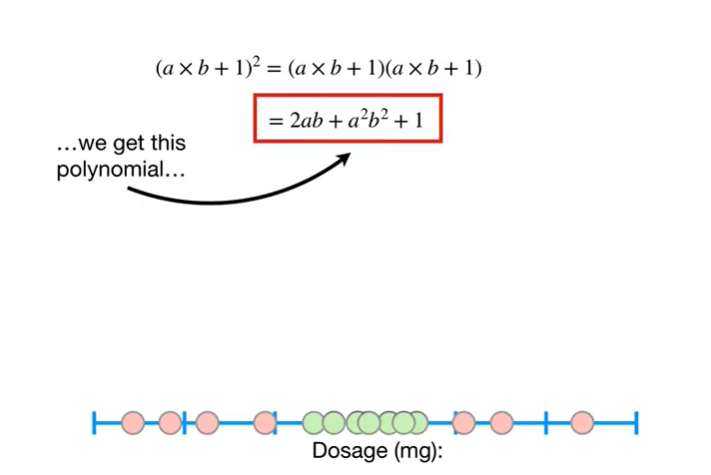 (a × b + 1)² = (a × b + 1)(a × b + 1)
= 2ab + a²b² + 1
…we get this
polynomial…
Dosage (mg):